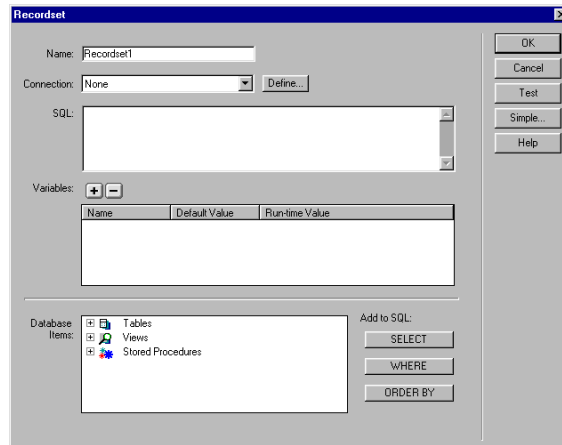 Recordset
Name: Recordset1
OK
Connection: None Define...
Cancel
SQL:
Test
Simple...
Help
Variables:
Name Default Value Run-time Value
Database Items:
Tables
Views
Stored Procedures
Add to SQL:
SELECT
WHERE
ORDER BY